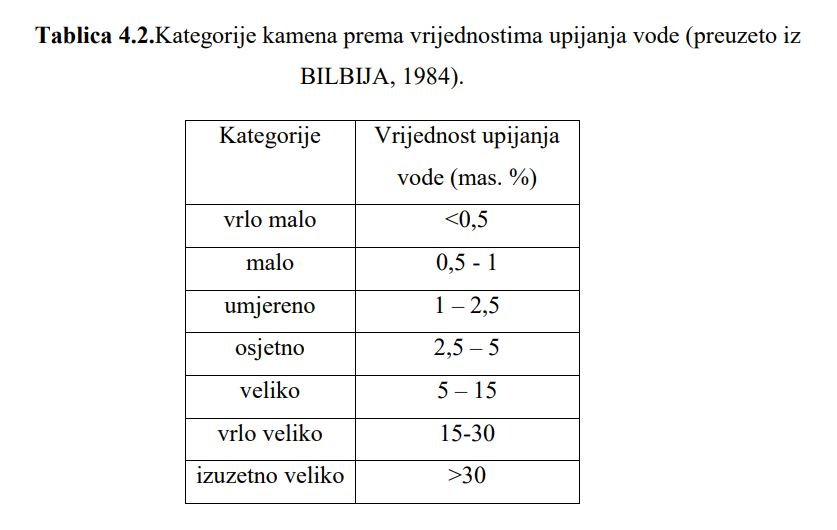 Tablica 4.2.Kategorije kamena prema vrijednostima upijanja vode (preuzeto iz
BILBIJA, 1984).
Kategorije Vrijednost upijanja
vode (mas. %)
vrlo malo <0,5
malo 0,5 - 1
umjereno 1 – 2,5
osjetno 2,5 – 5
veliko 5 – 15
vrlo veliko 15-30
izuzetno veliko >30